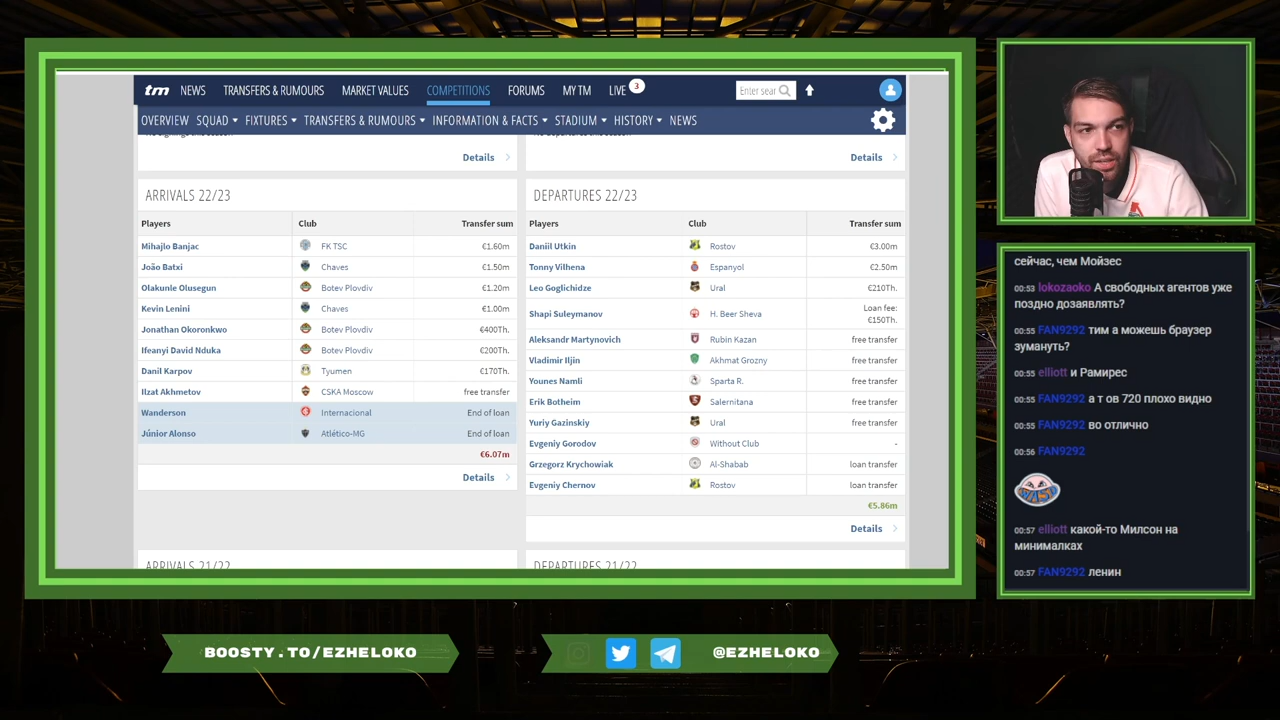 tm NEWS TRANSFERS & RUMOURS MARKET VALUES COMPETITIONS FORUMS MY TM LIVE 3 Enter sear
OVERVIEW SQUAD FIXTURES TRANSFERS & RUMOURS INFORMATION & FACTS STADIUM HISTORY NEWS
Details
Details
ARRIVALS 22/23
Players Club Transfer sum
Mihajlo Banjac FK TSC €1.60m
João Batxi Chaves €1.50m
Olakunle Olusegun Botev Plovdiv €1.20m
Kevin Lenini Chaves €1.00m
Jonathan Okoronkwo Botev Plovdiv €400Th.
Ifeanyi David Nduka Botev Plovdiv €200Th.
Danil Karpov Tyumen €170Th.
Ilzat Akhmetov CSKA Moscow free transfer
Wanderson Internacional End of loan
Júnior Alonso Atlético-MG End of loan
€6.07m
Details
ARRIVALS 21/22
DEPARTURES 22/23
Players Club Transfer sum
Daniil Utkin Rostov €3.00m
Tonny Vilhena Espanyol €2.50m
Leo Goglichidze Ural €210Th.
Shapi Suleymanov H. Beer Sheva Loan fee:
€150Th.
Aleksandr Martynovich Rubin Kazan free transfer
Vladimir Iljin Akhmat Grozny free transfer
Younes Namli Sparta R. free transfer
Erik Botheim Salernitana free transfer
Yuriy Gazinskiy Ural free transfer
Evgeniy Gorodov Without Club -
Grzegorz Krychowiak Al-Shabab loan transfer
Evgeniy Chernov Rostov loan transfer
€5.86m
Details
DEPARTURES 21/22
сейчас, чем Мойзес
00:53 lokozaoko А свободных агентов уже
поздно дозаявлять?
00:55 FAN9292 тим а можешь браузер
зумануть?
00:55 elliott и Рамирес
00:55 FAN9292 а т ов 720 плохо видно
00:55 FAN9292 во отлично
00:56 FAN9292
00:57 elliott какой-то Милсон на
минималках
00:57 FAN9292 ленин
BOOSTY.TO/EZHELOKO
@EZHELOKO